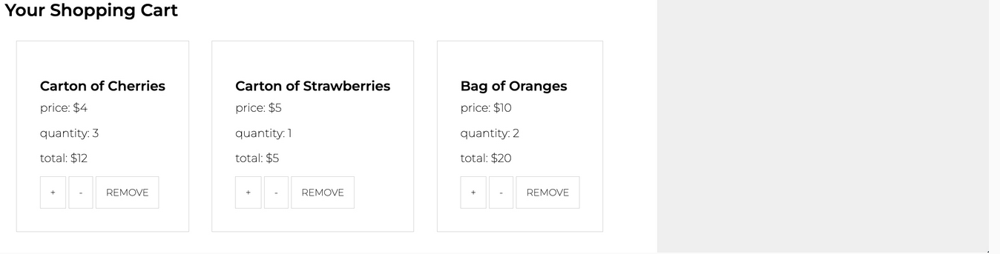 Your Shopping Cart
Carton of Cherries
price: $4
quantity: 3
total: $12
+ - REMOVE
Carton of Strawberries
price: $5
quantity: 1
total: $5
+ - REMOVE
Bag of Oranges
price: $10
quantity: 2
total: $20
+ - REMOVE